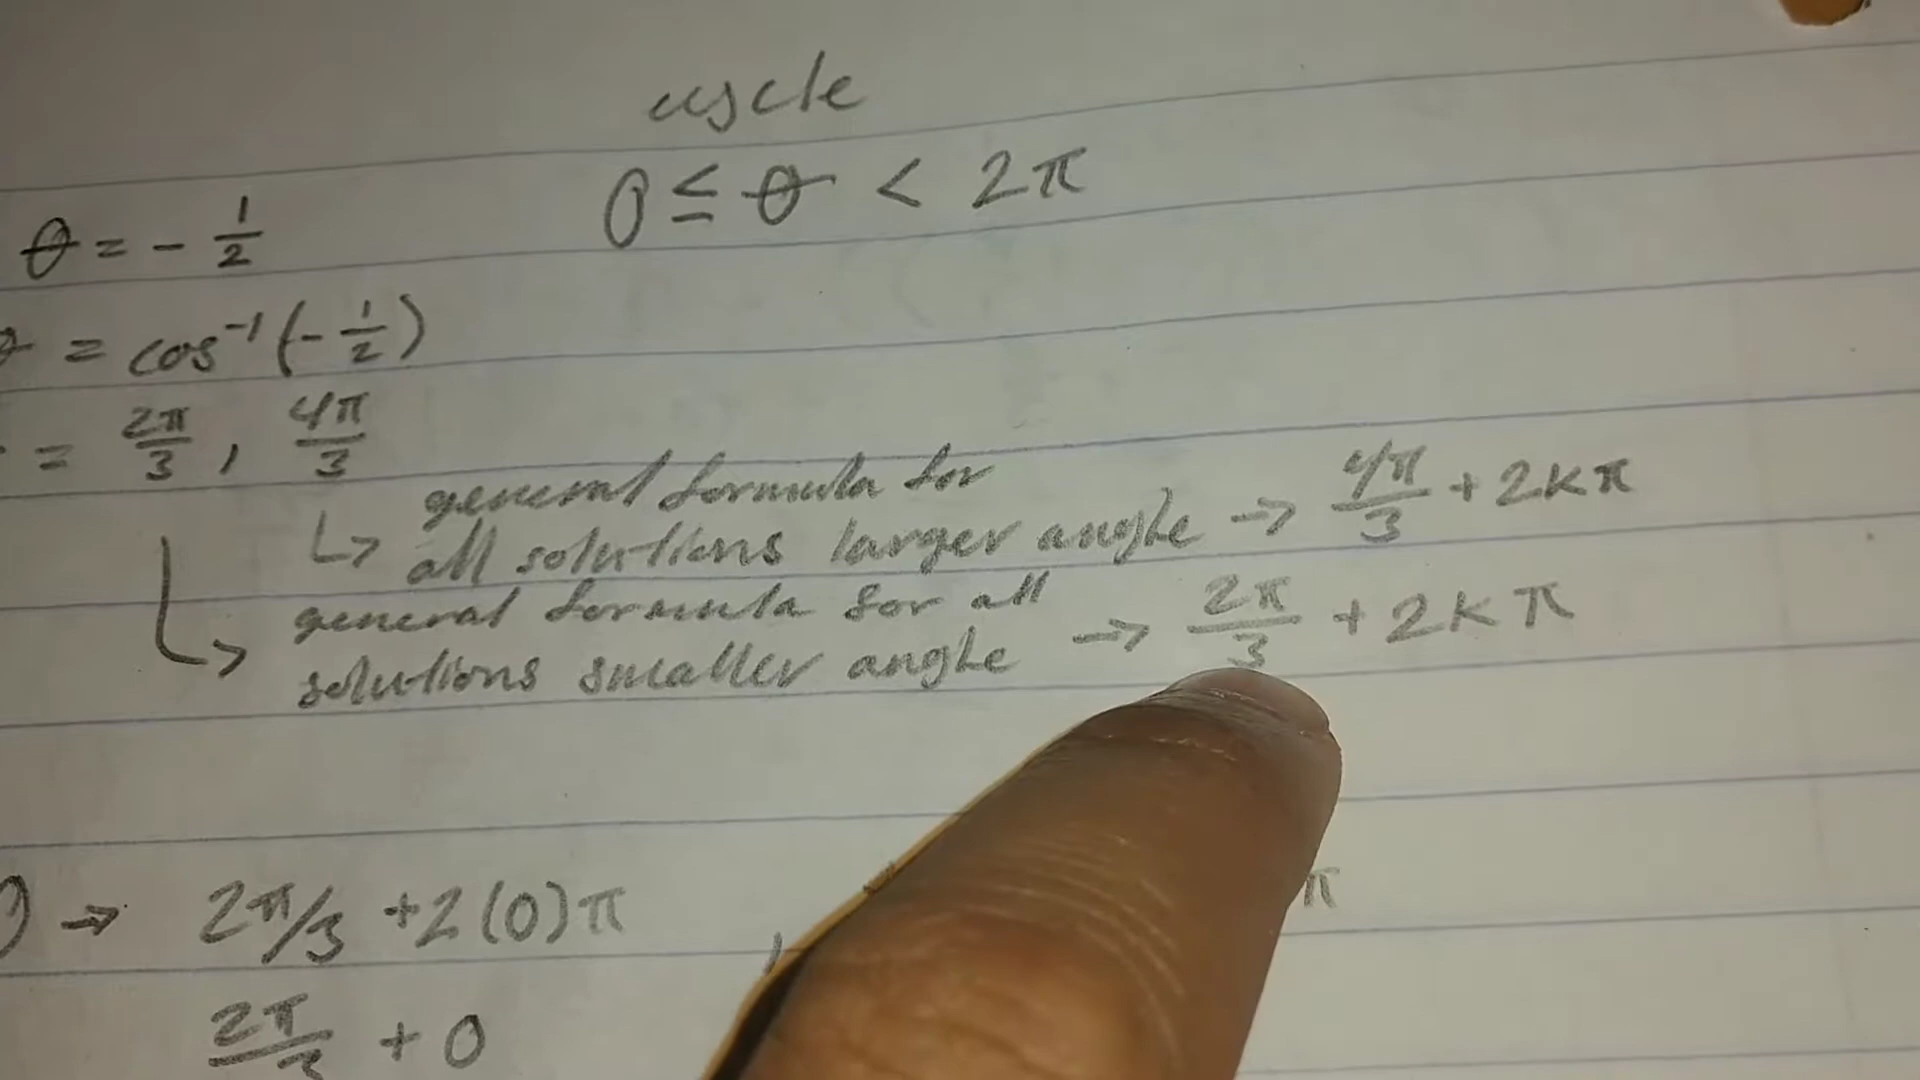 cycle
0 ≤ θ < 2π
θ = - 1/2
θ = cos⁻¹(- 1/2)
= 2π/3 , 4π/3
↳ general formula for
all solutions larger angle → 4π/3 + 2kπ
↳ general formula for all
solutions smaller angle → 2π/3 + 2kπ
) → 2π/3 + 2(0)π
π
2π/3 + 0